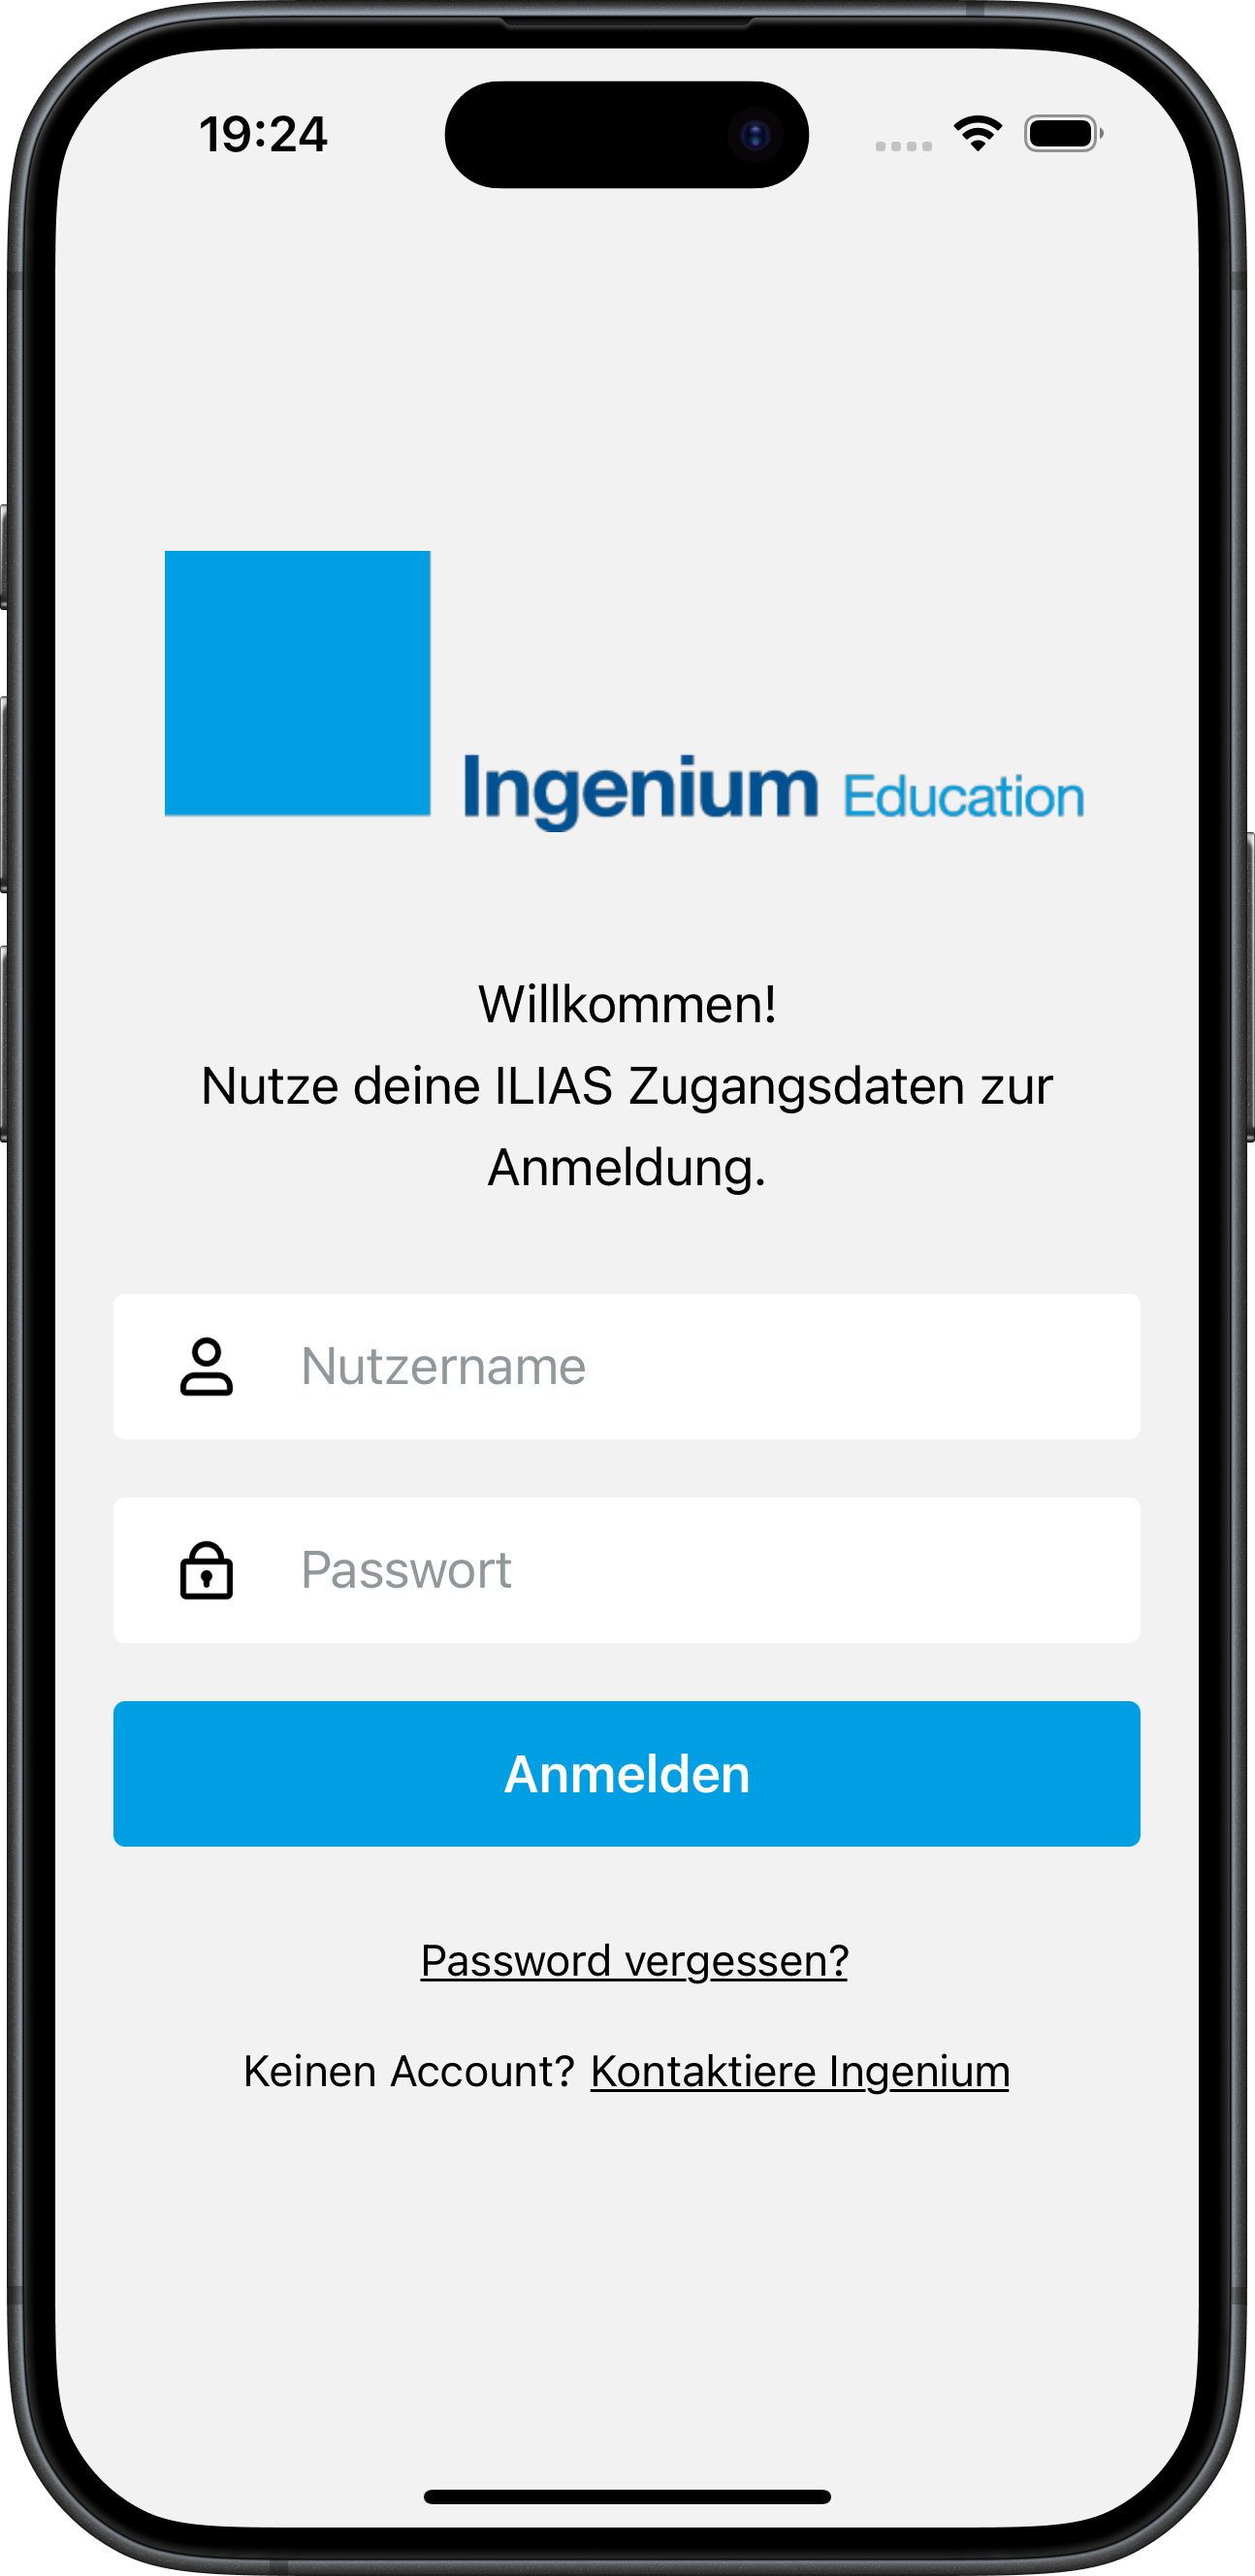 19:24
Ingenium Education
Willkommen!
Nutze deine ILIAS Zugangsdaten zur
Anmeldung.
Nutzername
Passwort
Anmelden
Password vergessen?
Keinen Account? Kontaktiere Ingenium